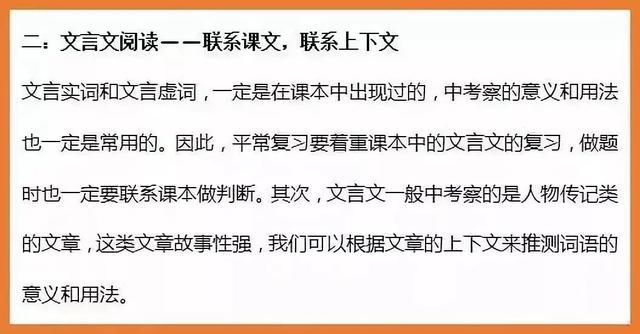 二：文言文阅读——联系课文，联系上下文
文言实词和文言虚词，一定是在课本中出现过的，中考察的意义和用法
也一定是常用的。因此，平常复习要着重课本中的文言文的复习，做题
时也一定要联系课本做判断。其次，文言文一般中考察的是人物传记类
的文章，这类文章故事性强，我们可以根据文章的上下文来推测词语的
意义和用法。